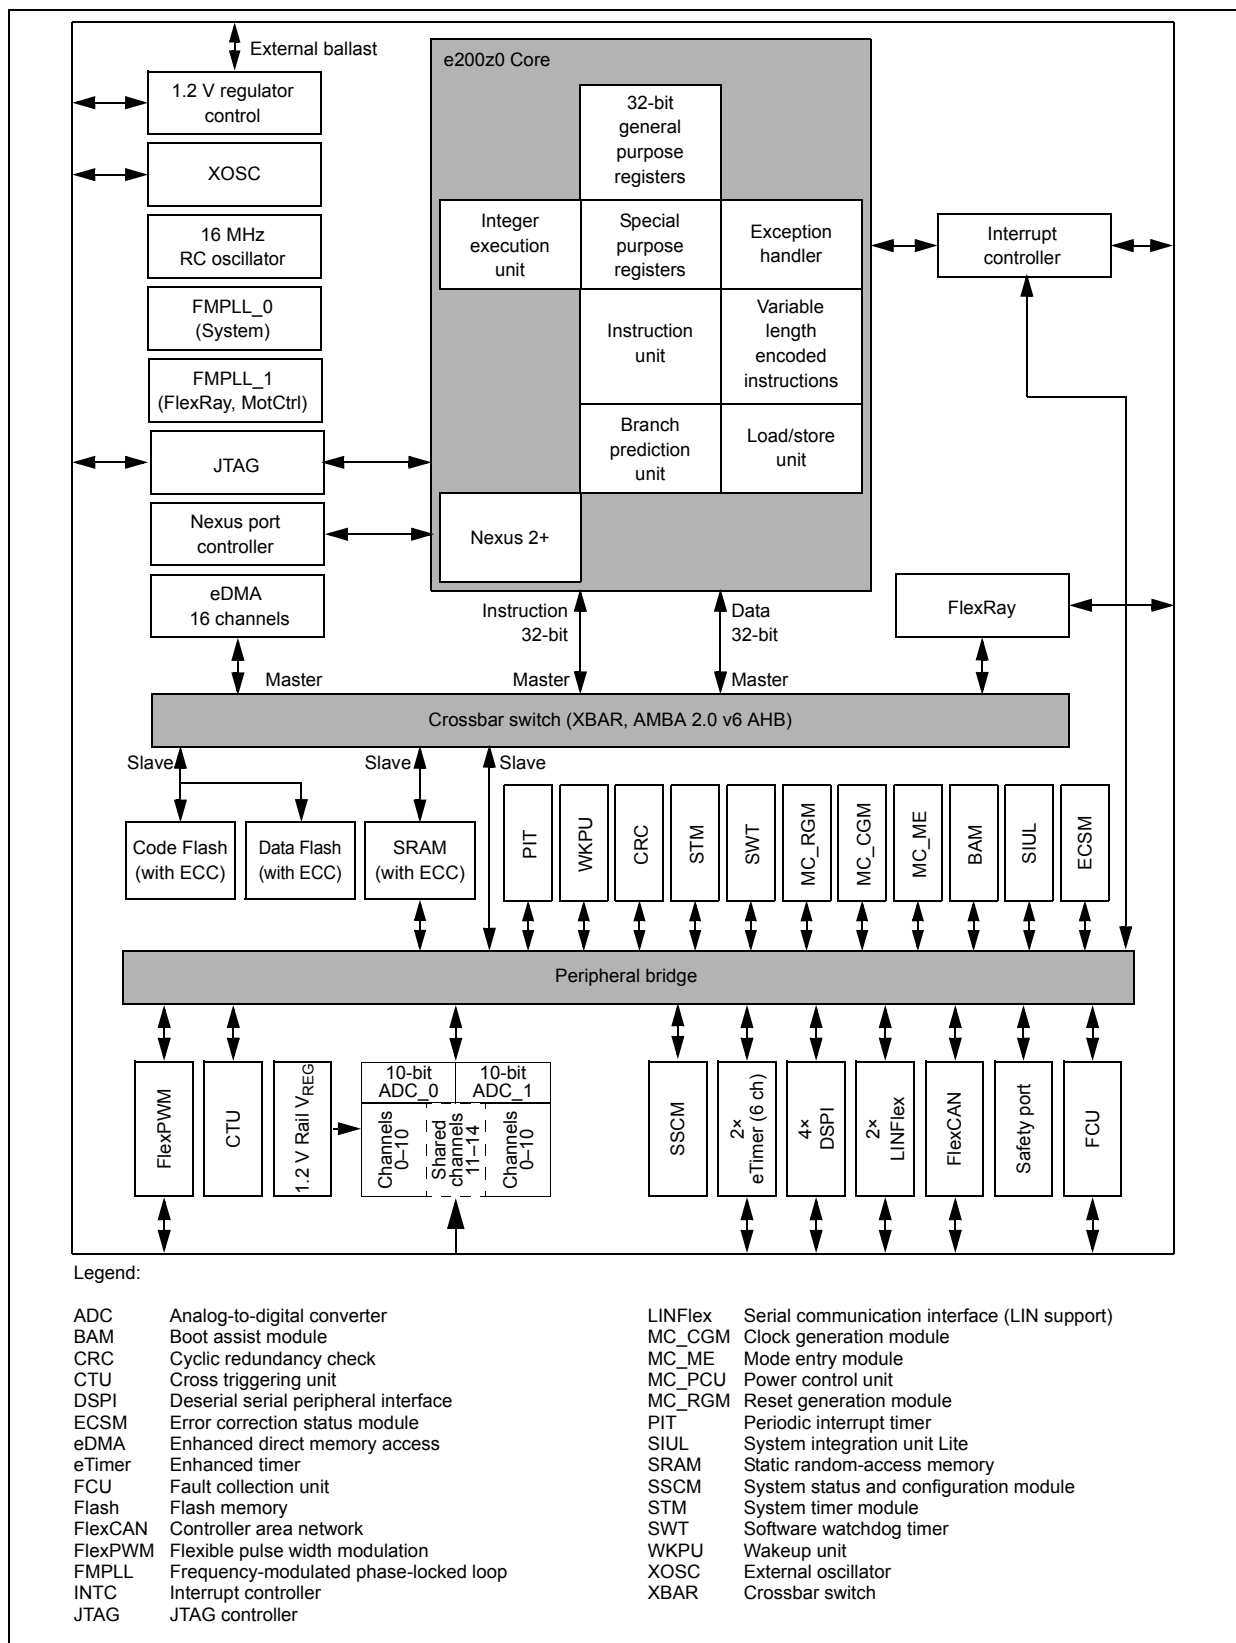 External ballast
1.2 V regulator
control
XOSC
16 MHz
RC oscillator
FMPLL_0
(System)
FMPLL_1
(FlexRay, MotCtrl)
JTAG
Nexus port
controller
eDMA
16 channels
e200z0 Core
32-bit
general
purpose
registers
Integer
execution
unit
Special
purpose
registers
Exception
handler
Instruction
unit
Variable
length
encoded
instructions
Branch
prediction
unit
Load/store
unit
Nexus 2+
Interrupt
controller
FlexRay
Instruction
32-bit
Data
32-bit
Master
Master
Master
Crossbar switch (XBAR, AMBA 2.0 v6 AHB)
Slave
Slave
Slave
Code Flash
(with ECC)
Data Flash
(with ECC)
SRAM
(with ECC)
PIT
WKPU
CRC
STM
SWT
MC_RGM
MC_CGM
MC_ME
BAM
SIUL
ECSM
Peripheral bridge
FlexPWM
CTU
1.2 V Rail VREG
10-bit
ADC_0
10-bit
ADC_1
Channels
0–10
Shared
channels
11–14
Channels
0–10
SSCM
2×
eTimer (6 ch)
4×
DSPI
2×
LINFlex
FlexCAN
Safety port
FCU
Legend:
ADC Analog-to-digital converter
BAM Boot assist module
CRC Cyclic redundancy check
CTU Cross triggering unit
DSPI Deserial serial peripheral interface
ECSM Error correction status module
eDMA Enhanced direct memory access
eTimer Enhanced timer
FCU Fault collection unit
Flash Flash memory
FlexCAN Controller area network
FlexPWM Flexible pulse width modulation
FMPLL Frequency-modulated phase-locked loop
INTC Interrupt controller
JTAG JTAG controller
LINFlex Serial communication interface (LIN support)
MC_CGM Clock generation module
MC_ME Mode entry module
MC_PCU Power control unit
MC_RGM Reset generation module
PIT Periodic interrupt timer
SIUL System integration unit Lite
SRAM Static random-access memory
SSCM System status and configuration module
STM System timer module
SWT Software watchdog timer
WKPU Wakeup unit
XOSC External oscillator
XBAR Crossbar switch